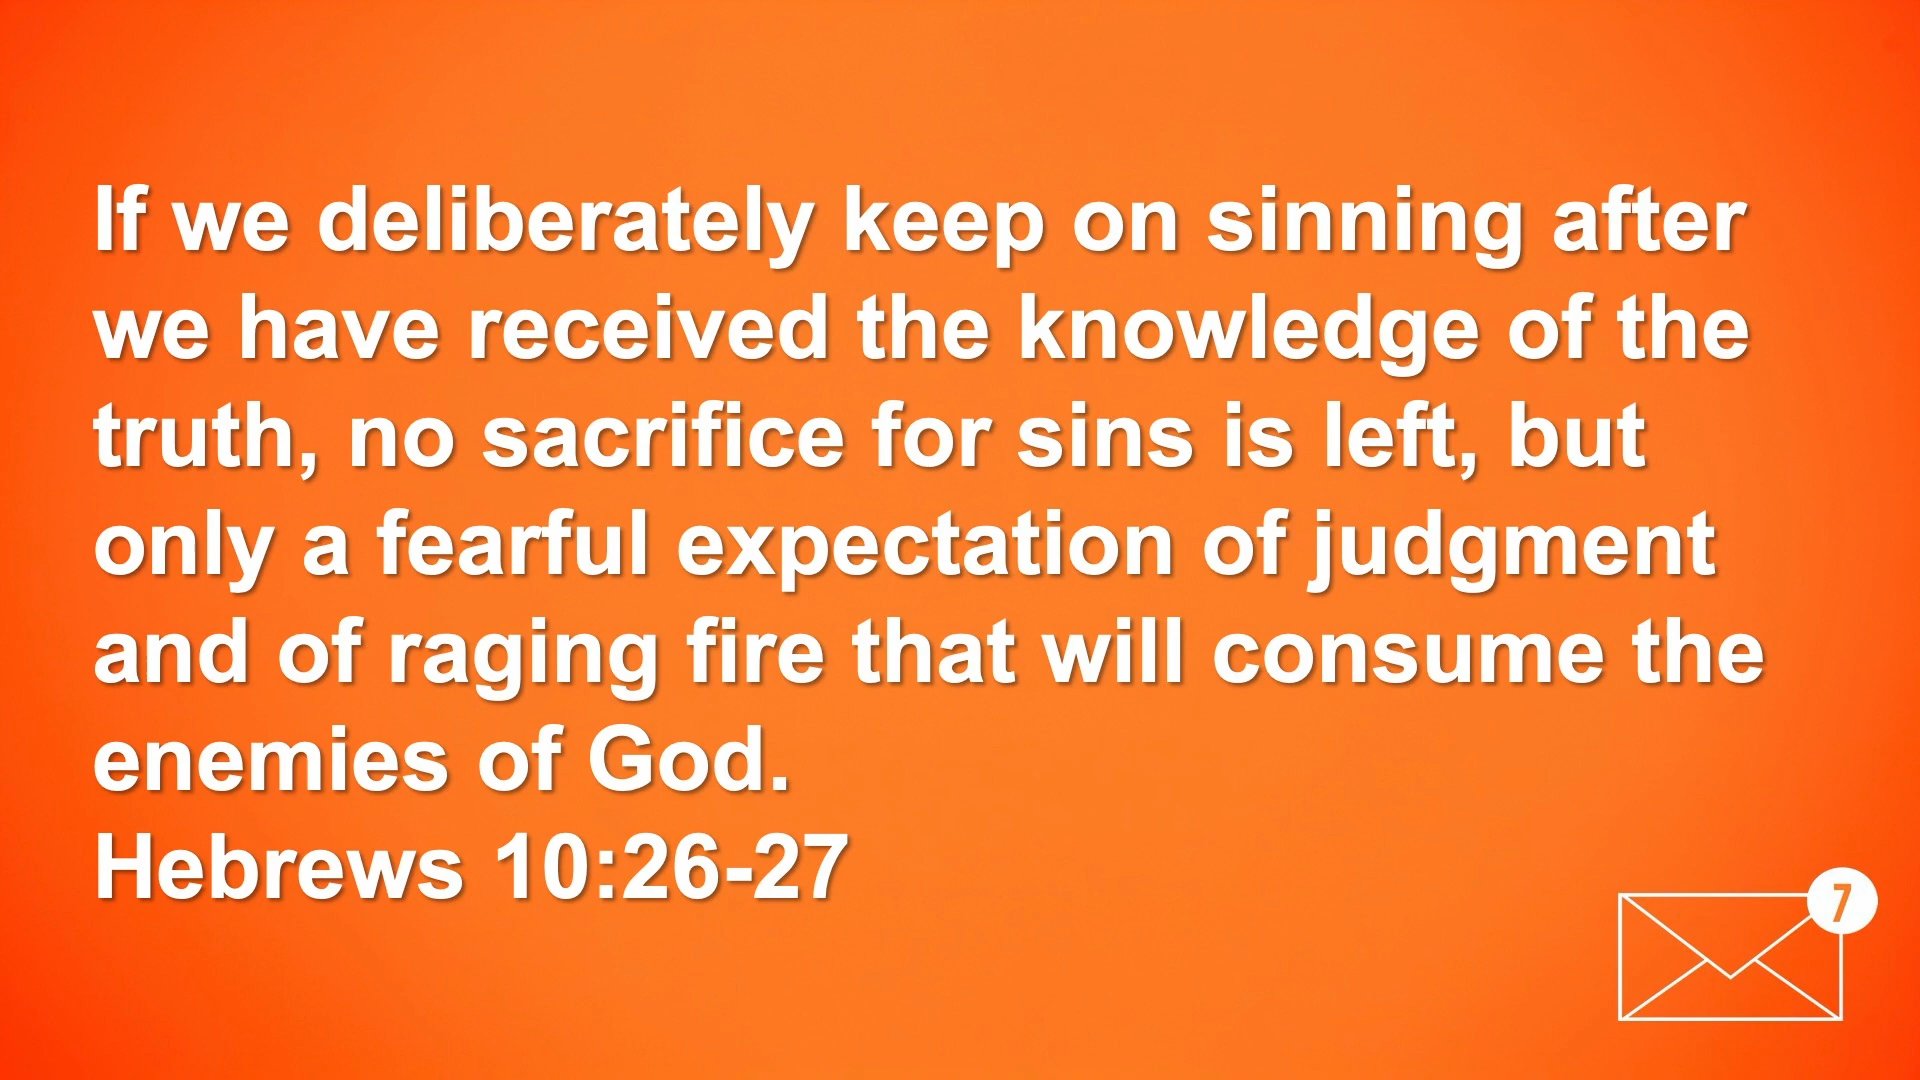 If we deliberately keep on sinning after
we have received the knowledge of the
truth, no sacrifice for sins is left, but
only a fearful expectation of judgment
and of raging fire that will consume the
enemies of God.
Hebrews 10:26-27
7